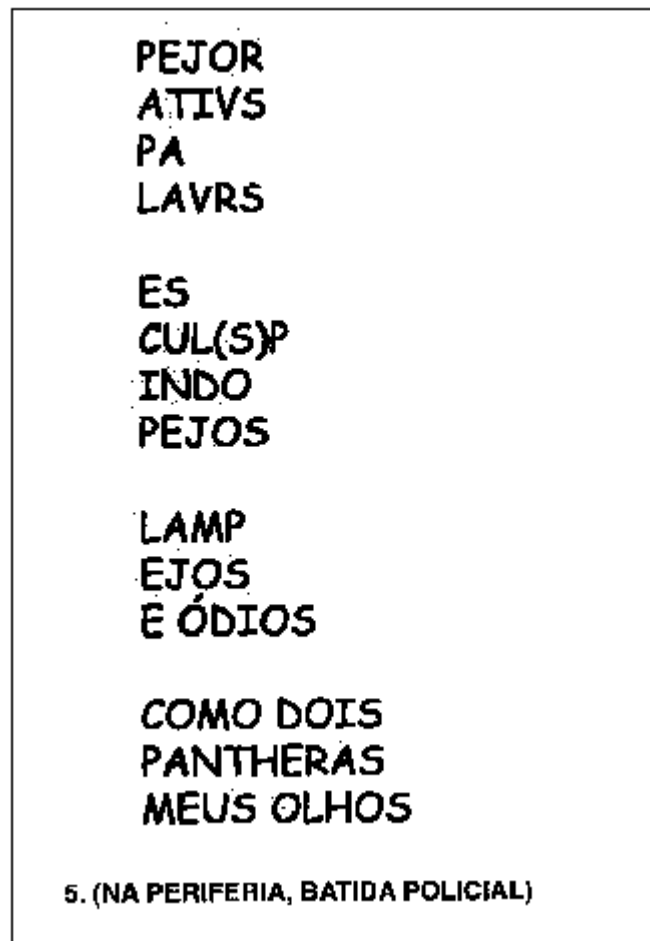 PEJOR
ATIVS
PA
LAVRS

ES
CUL(S)P
INDO
PEJOS

LAMP
EJOS
E ÓDIOS

COMO DOIS
PANTHERAS
MEUS OLHOS

5. (NA PERIFERIA, BATIDA POLICIAL)